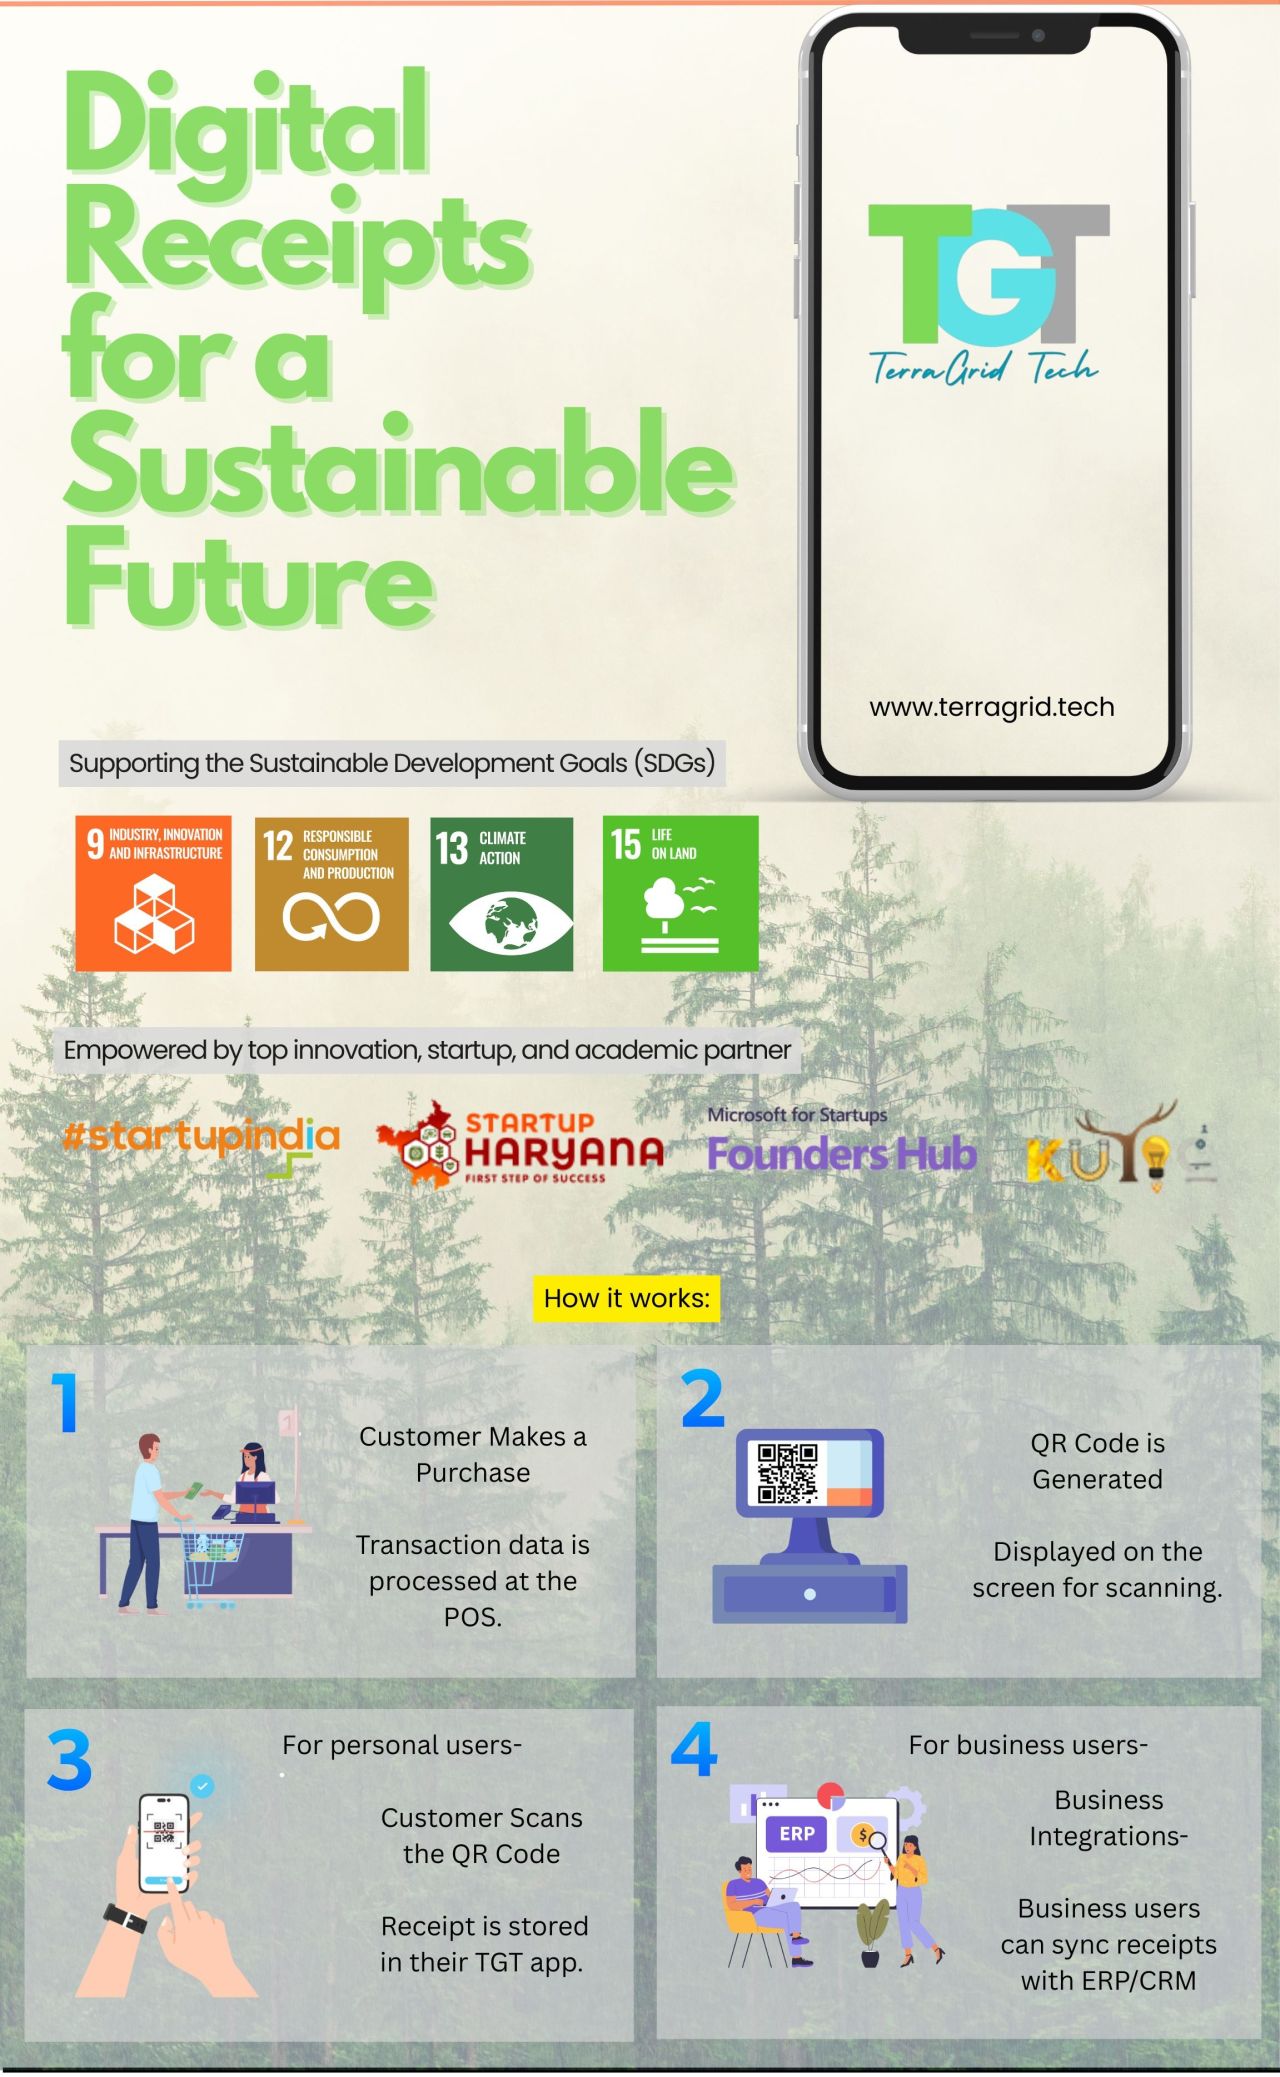 Digital
Receipts
for a
Sustainable
Future
TGT
TerraGrid Tech
www.terragrid.tech
Supporting the Sustainable Development Goals (SDGs)
9 INDUSTRY, INNOVATION
AND INFRASTRUCTURE
12 RESPONSIBLE
CONSUMPTION
AND PRODUCTION
13 CLIMATE
ACTION
15 LIFE
ON LAND
Empowered by top innovation, startup, and academic partner
#startupindia
STARTUP
HARYANA
FIRST STEP OF SUCCESS
Microsoft for Startups
Founders Hub
How it works:
1
1
Customer Makes a
Purchase
Transaction data is
processed at the
POS.
2
QR Code is
Generated
Displayed on the
screen for scanning.
3
For personal users-
Customer Scans
the QR Code
Receipt is stored
in their TGT app.
4
For business users-
ERP
$
Business
Integrations-
Business users
can sync receipts
with ERP/CRM